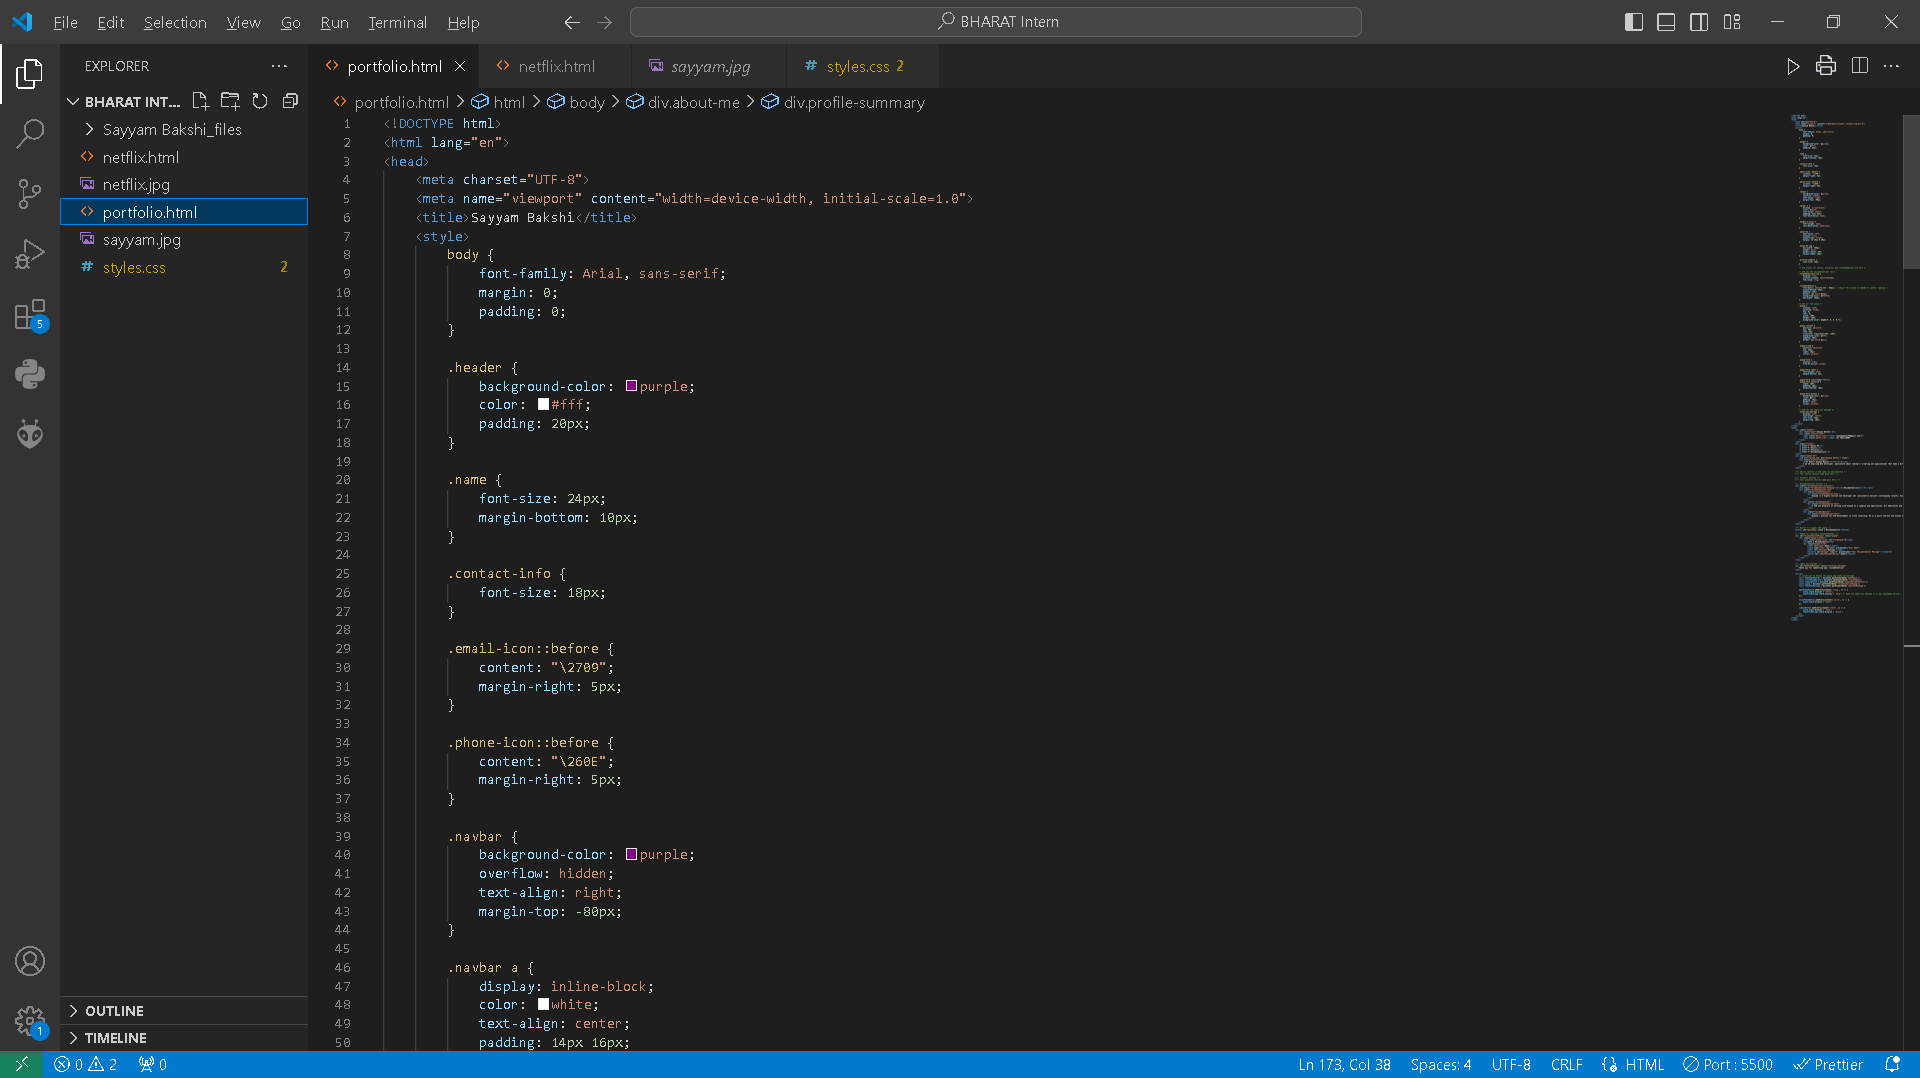 File Edit Selection View Go Run Terminal Help
BHARAT Intern
EXPLORER
BHARAT INT...
Sayyam Bakshi_files
netflix.html
netflix.jpg
portfolio.html
sayyam.jpg
styles.css 2
5
1
OUTLINE
TIMELINE
portfolio.html netflix.html sayyam.jpg styles.css 2
portfolio.html > html > body > div.about-me > div.profile-summary
1 <!DOCTYPE html>
2 <html lang="en">
3 <head>
4 <meta charset="UTF-8">
5 <meta name="viewport" content="width=device-width, initial-scale=1.0">
6 <title>Sayyam Bakshi</title>
7 <style>
8 body {
9 font-family: Arial, sans-serif;
10 margin: 0;
11 padding: 0;
12 }
13
14 .header {
15 background-color: purple;
16 color: #fff;
17 padding: 20px;
18 }
19
20 .name {
21 font-size: 24px;
22 margin-bottom: 10px;
23 }
24
25 .contact-info {
26 font-size: 18px;
27 }
28
29 .email-icon::before {
30 content: "\2709";
31 margin-right: 5px;
32 }
33
34 .phone-icon::before {
35 content: "\260E";
36 margin-right: 5px;
37 }
38
39 .navbar {
40 background-color: purple;
41 overflow: hidden;
42 text-align: right;
43 margin-top: -80px;
44 }
45
46 .navbar a {
47 display: inline-block;
48 color: white;
49 text-align: center;
50 padding: 14px 16px;
0 2 0 Ln 173, Col 38 Spaces: 4 UTF-8 CRLF HTML Port : 5500 Prettier